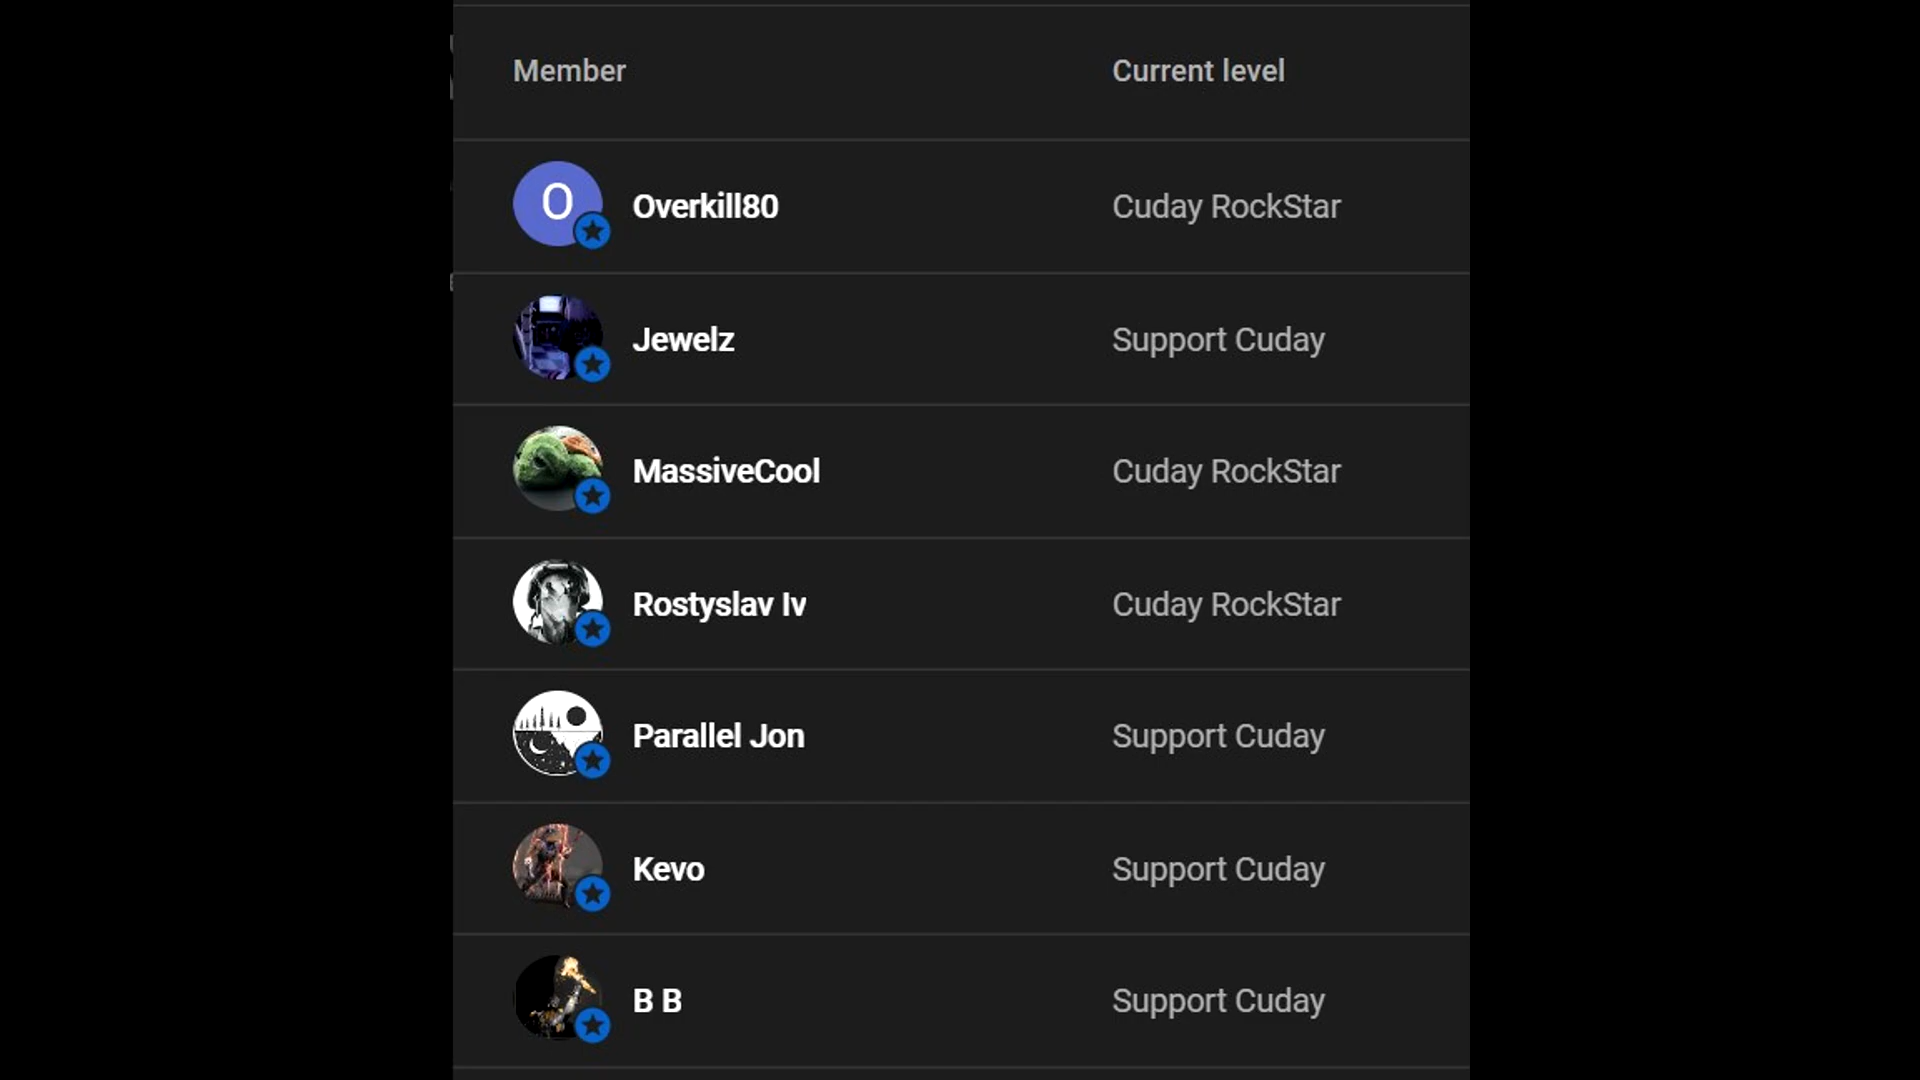 Member Current level
O Overkill80 Cuday RockStar
Jewelz Support Cuday
MassiveCool Cuday RockStar
Rostyslav Iv Cuday RockStar
Parallel Jon Support Cuday
Kevo Support Cuday
B B Support Cuday